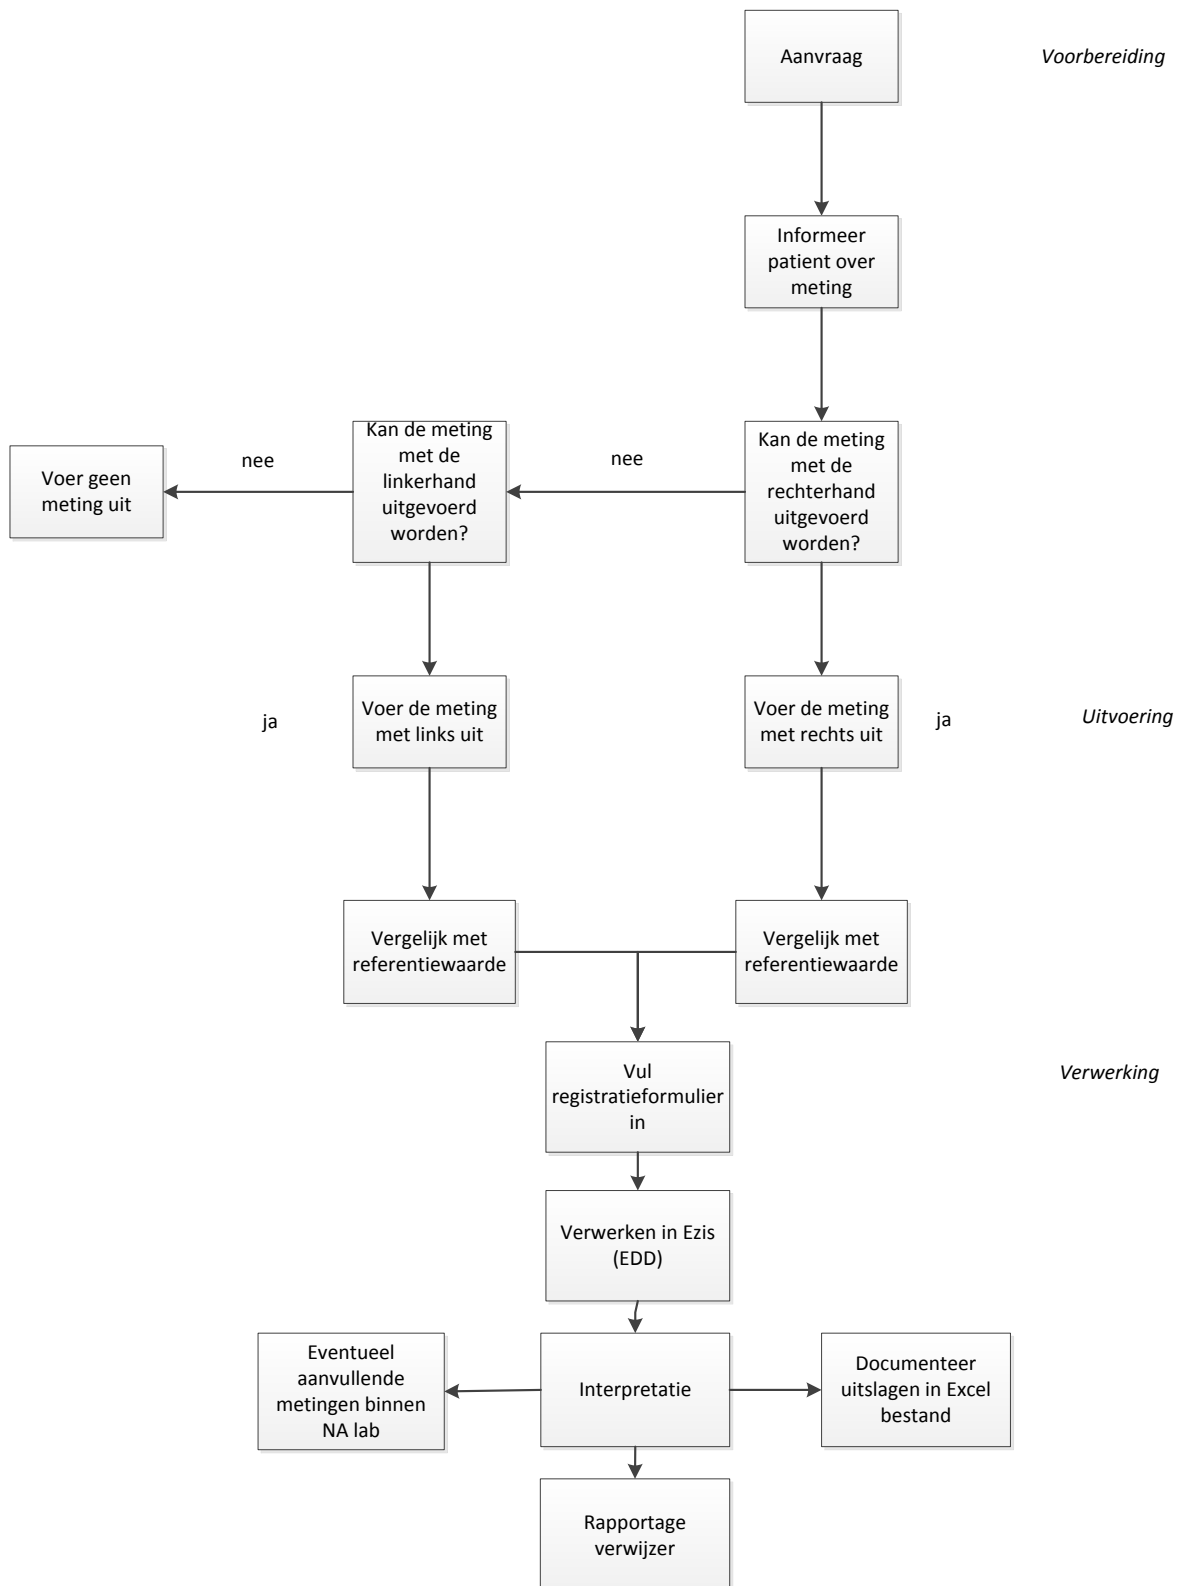 Aanvraag
Voorbereiding
Informeer
patient over
meting
Kan de meting
met de
linkerhand
uitgevoerd
worden?
Kan de meting
met de
rechterhand
uitgevoerd
worden?
nee
nee
Voer geen
meting uit
ja
Voer de meting
met links uit
Voer de meting
met rechts uit
ja
Uitvoering
Vergelijk met
referentiewaarde
Vergelijk met
referentiewaarde
Vul
registratieformulier
in
Verwerking
Verwerken in Ezis
(EDD)
Eventueel
aanvullende
metingen binnen
NA lab
Interpretatie
Documenteer
uitslagen in Excel
bestand
Rapportage
verwijzer